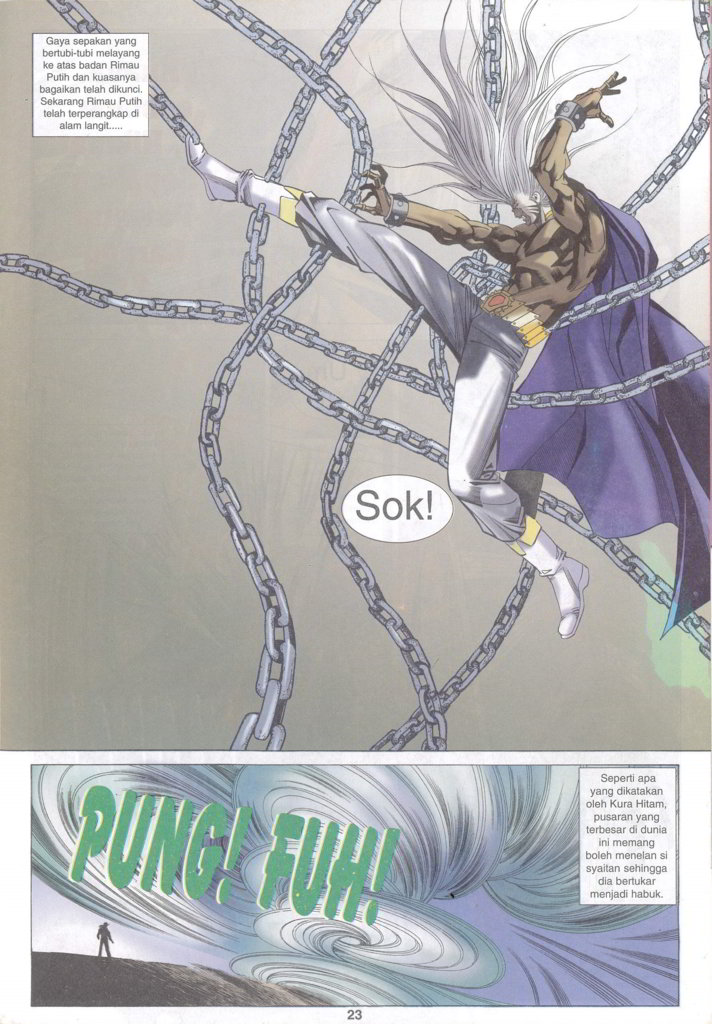 Gaya sepakan yang
bertubi-tubi melayang
ke atas badan Rimau
Putih dan kuasanya
bagaikan telah dikunci.
Sekarang Rimau Putih
telah terperangkap di
alam langit.....
Sok!
Seperti apa
yang dikatakan
oleh Kura Hitam,
pusaran yang
terbesar di dunia
ini memang
boleh menelan si
syaitan sehingga
dia bertukar
menjadi habuk.
PUNG! FUH!
23